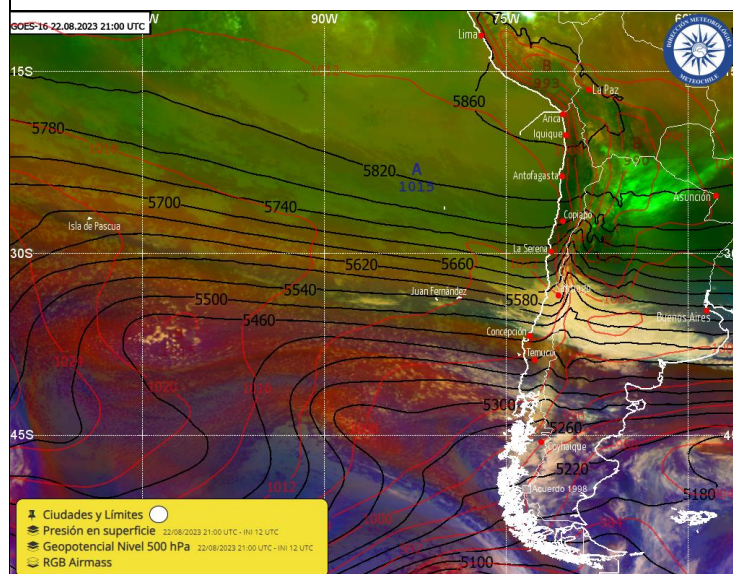 GOES-16 22.08.2023 21:00 UTC
90W
75W
Lima
DIRECCIÓN METEOROLÓGICA
METEOCHILE
15S
1012
B
993
La Paz
5860
Arica
5780
Iquique
5820
A
1015
Antofagasta
5700
5740
Asunción
Isla de Pascua
Copiapó
La Serena
30S
5620
5660
Juan Fernández
5500
5540
5580
Buenos Aires
5460
Concepción
Temuco
1020
1016
5300
45S
5260
Coyhaique
5220
1012
Acuerdo 1998
5180
Ciudades y Límites
Presión en superficie 22/08/2023 21:00 UTC - INI 12 UTC
Geopotencial Nivel 500 hPa 22/08/2023 21:00 UTC - INI 12 UTC
RGB Airmass
5100